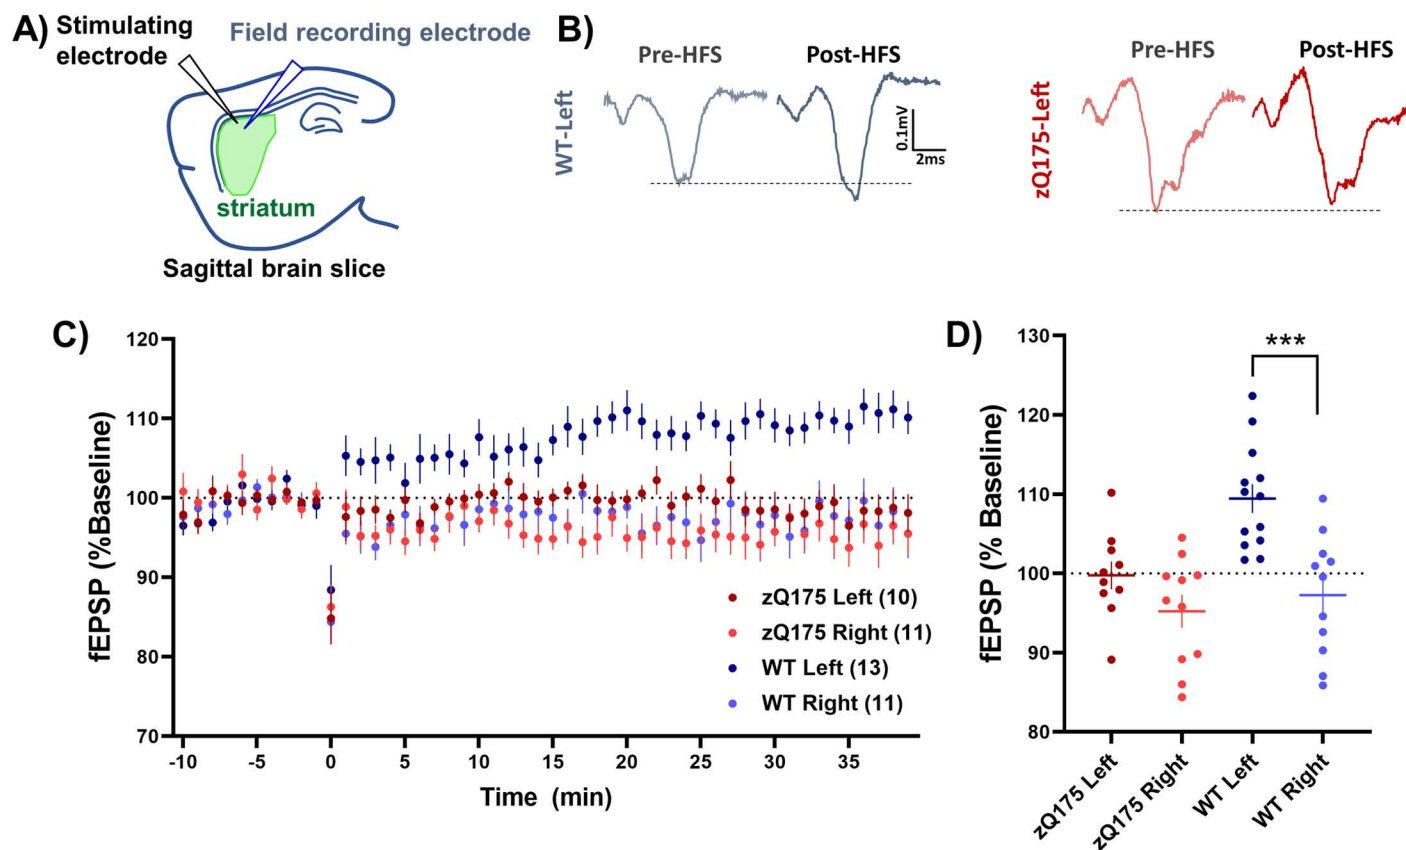 A)
Stimulating
electrode
Field recording electrode
striatum
Sagittal brain slice
B)
Pre-HFS
Post-HFS
WT-Left
0.1mV
2ms
Pre-HFS
Post-HFS
zQ175-Left
C)
fEPSP (%Baseline)
120
110
100
90
80
70
-10
-5
0
5
10
15
20
25
30
35
Time (min)
zQ175 Left (10)
zQ175 Right (11)
WT Left (13)
WT Right (11)
D)
fEPSP (% Baseline)
130
120
110
100
90
80
***
zQ175 Left
zQ175 Right
WT Left
WT Right